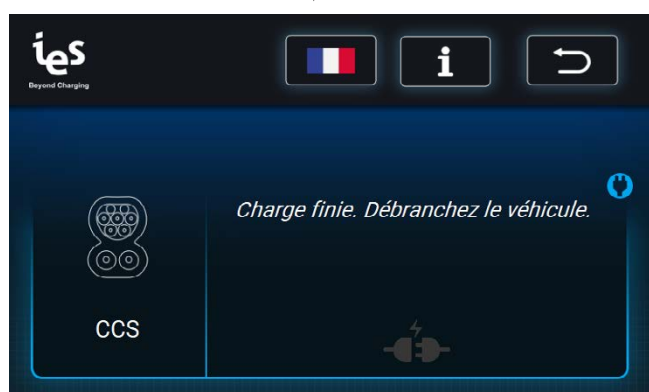 ies
Beyond Charging
i
Charge finie. Débranchez le véhicule.
CCS